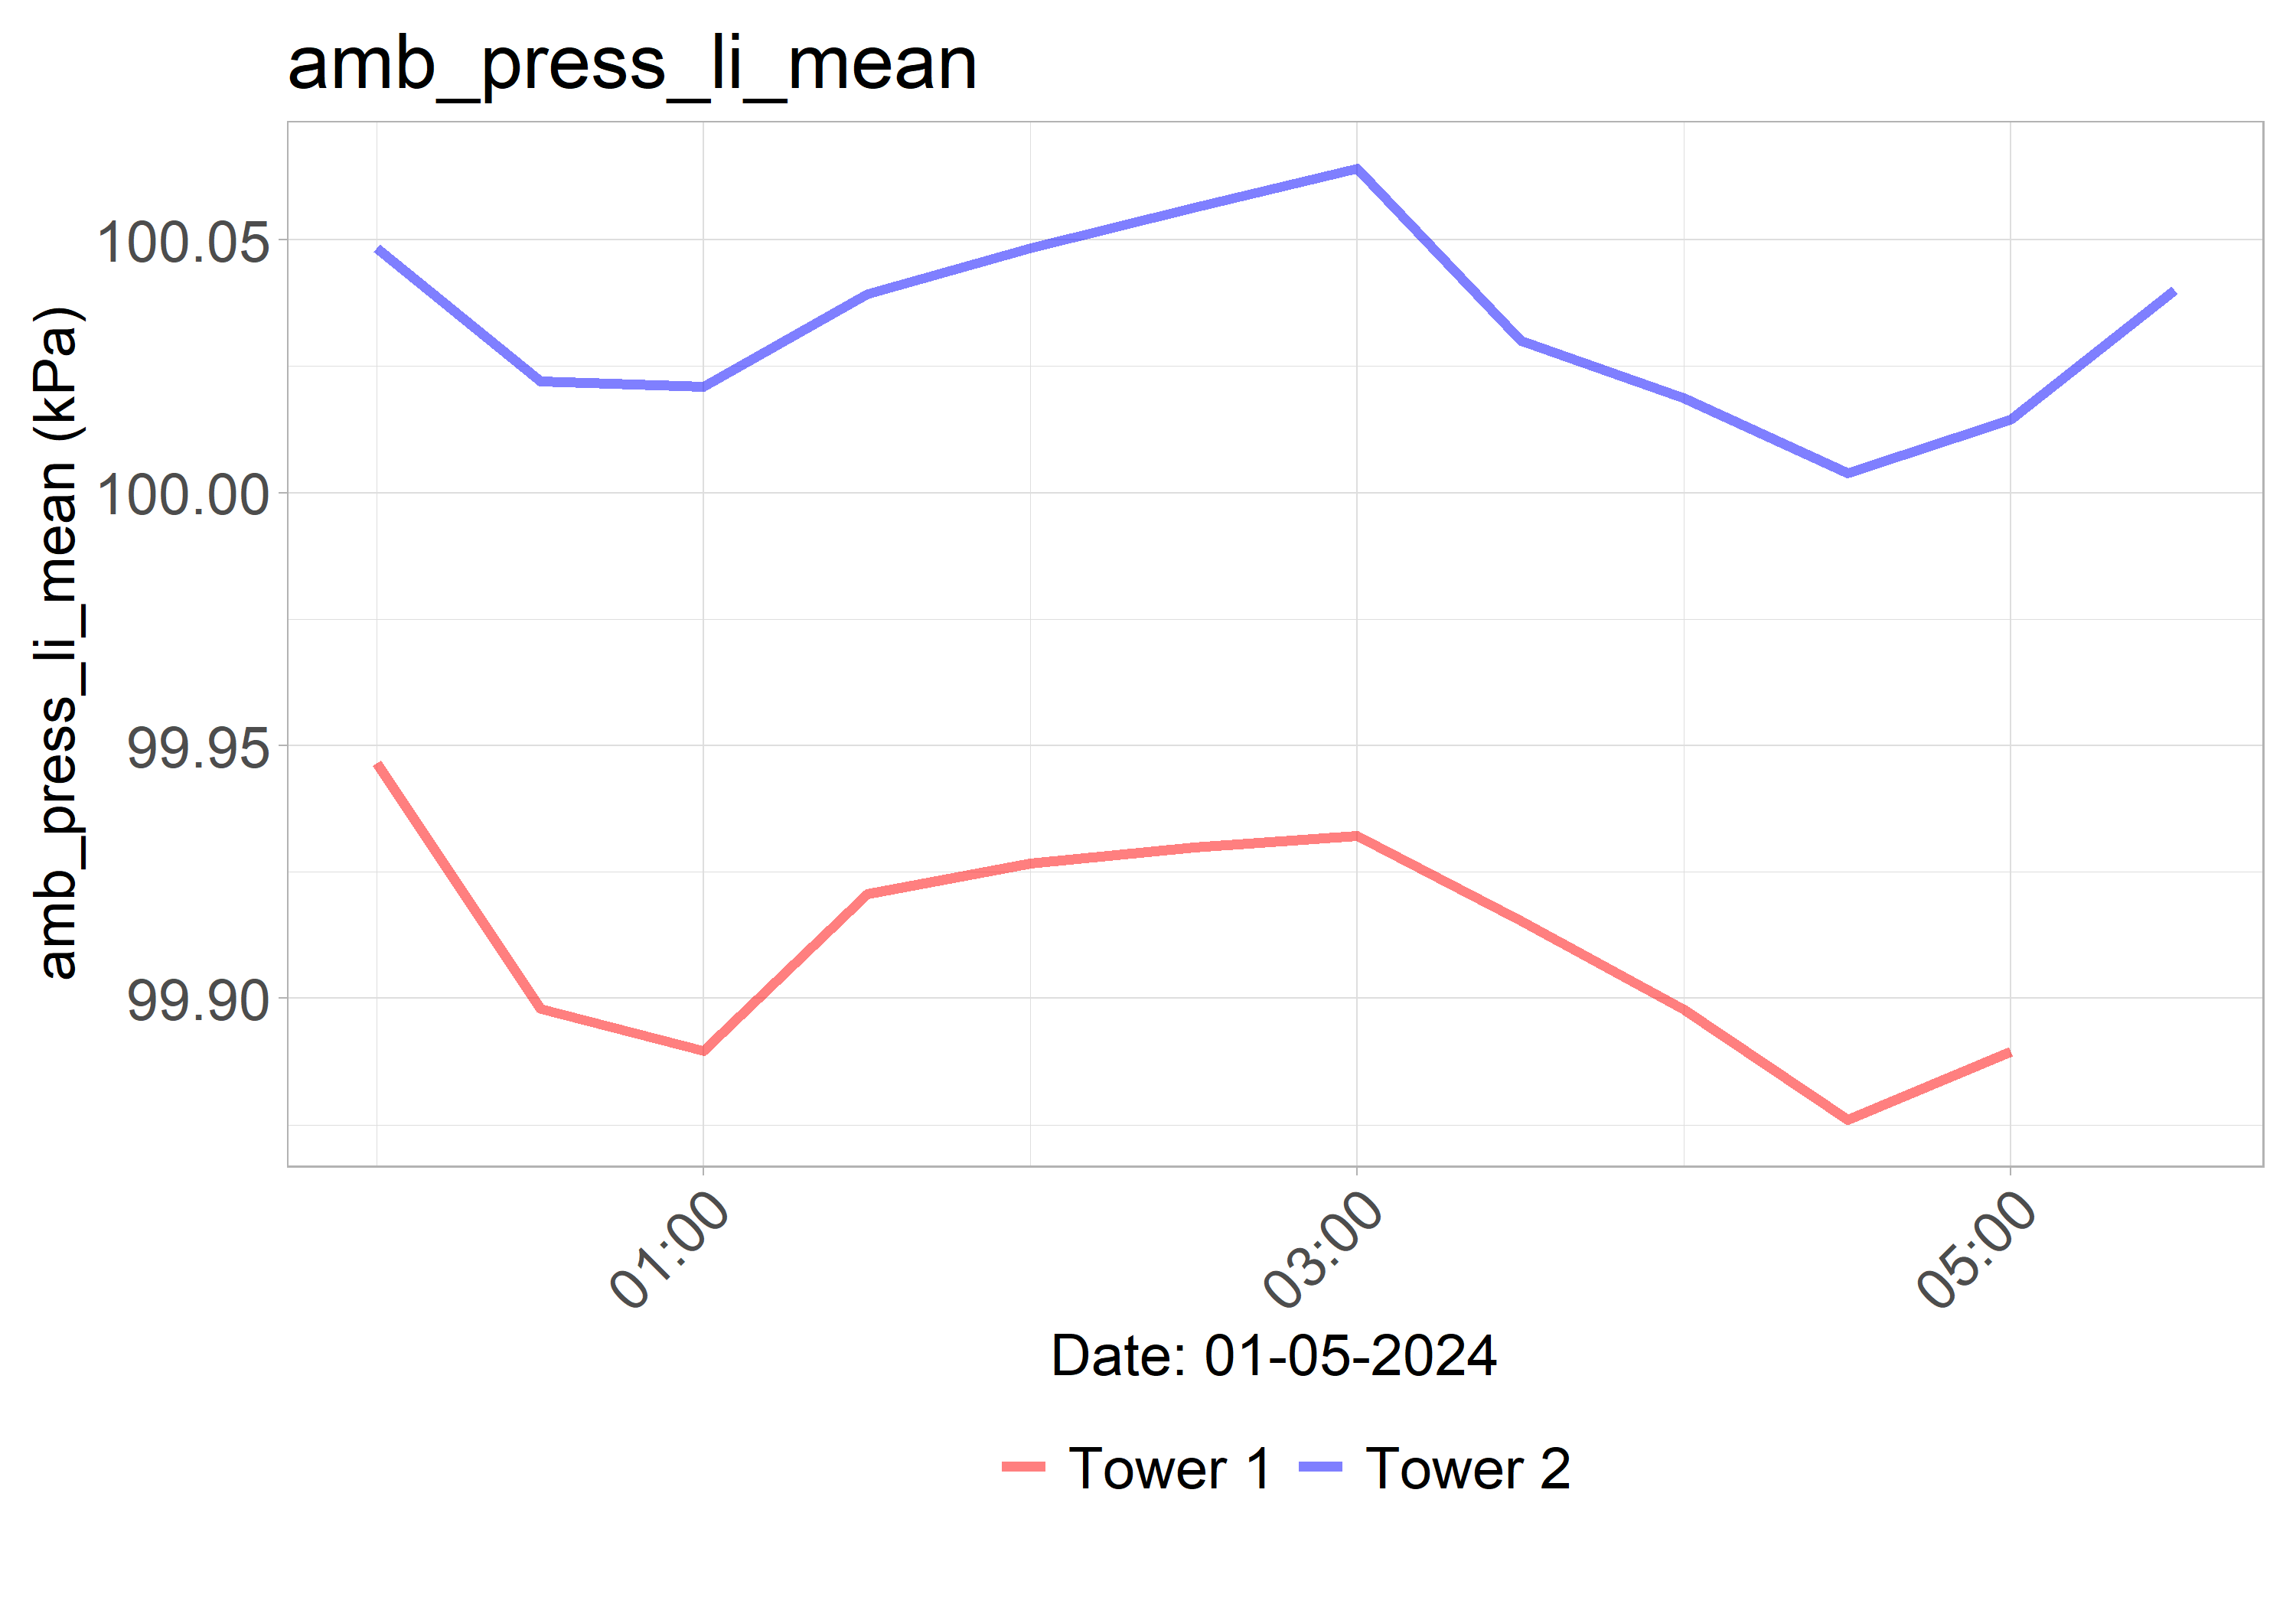 amb_press_li_mean
amb_press_li_mean (kPa)
100.05
100.00
99.95
99.90
01:00
03:00
05:00
Date: 01-05-2024
Tower 1
Tower 2